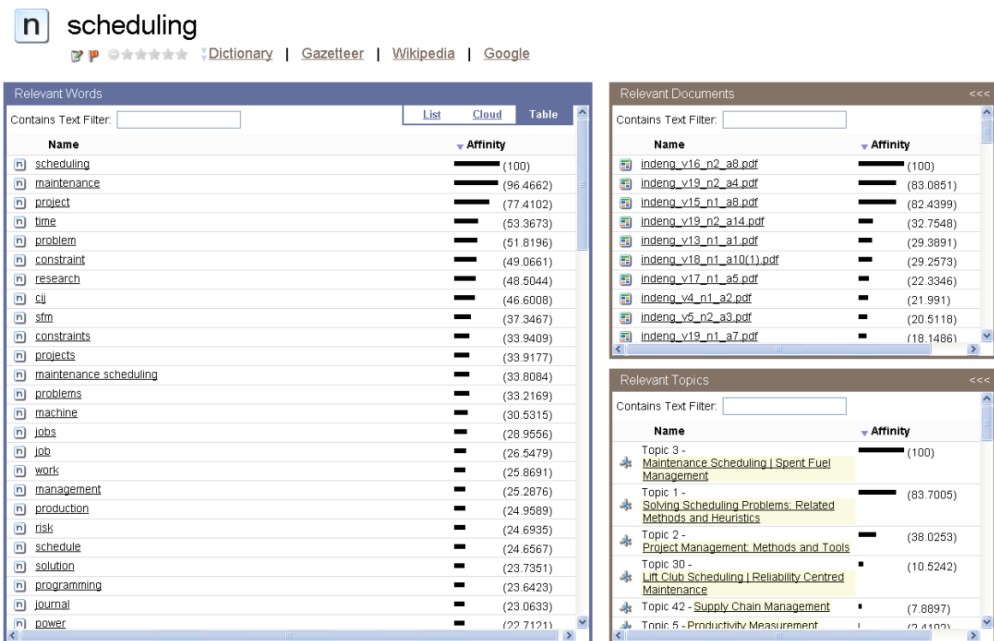 n scheduling
Dictionary | Gazetteer | Wikipedia | Google
Relevant Words
Contains Text Filter:
List Cloud Table
Name Affinity
n scheduling (100)
n maintenance (96.4662)
n project (77.4102)
n time (53.3673)
n problem (51.8196)
n constraint (49.0661)
n research (48.5044)
n cij (46.6008)
n sfm (37.3467)
n constraints (33.9409)
n projects (33.9177)
n maintenance scheduling (33.8084)
n problems (33.2169)
n machine (30.5315)
n jobs (28.9556)
n job (26.5479)
n work (25.8691)
n management (25.2876)
n production (24.9589)
n risk (24.6935)
n schedule (24.6567)
n solution (23.7351)
n programming (23.6423)
n journal (23.0633)
n power (22.7121)
Relevant Documents <<<
Contains Text Filter:
Name Affinity
indeng_v16_n2_a8.pdf (100)
indeng_v19_n2_a4.pdf (83.0851)
indeng_v15_n1_a8.pdf (82.4399)
indeng_v19_n2_a14.pdf (32.7548)
indeng_v13_n1_a1.pdf (29.3891)
indeng_v18_n1_a10(1).pdf (29.2573)
indeng_v17_n1_a5.pdf (22.3346)
indeng_v4_n1_a2.pdf (21.991)
indeng_v5_n2_a3.pdf (20.5118)
indeng_v19_n1_a7.pdf (18.1486)
Relevant Topics <<<
Contains Text Filter:
Name Affinity
Topic 3 - (100)
Maintenance Scheduling | Spent Fuel
Management
Topic 1 - (83.7005)
Solving Scheduling Problems: Related
Methods and Heuristics
Topic 2 - (38.0253)
Project Management: Methods and Tools
Topic 30 - (10.5242)
Lift Club Scheduling | Reliability Centred
Maintenance
Topic 42 - Supply Chain Management (7.8897)
Topic 5 - Productivity Measurement (2.4102)